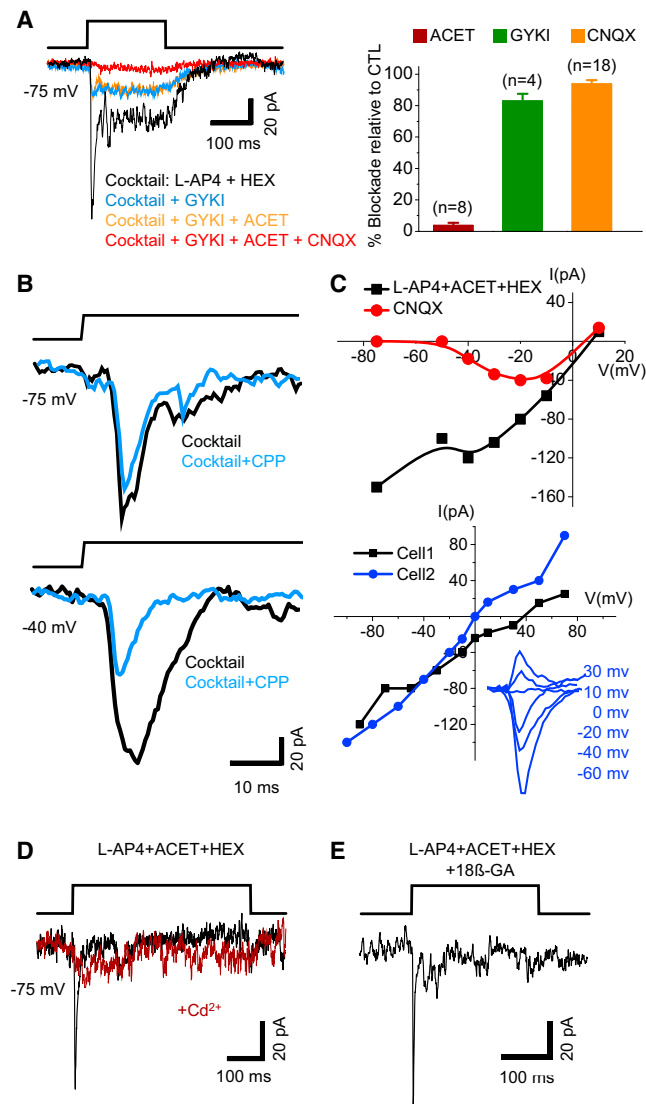 A
-75 mV
20 pA
100 ms
Cocktail: L-AP4 + HEX
Cocktail + GYKI
Cocktail + GYKI + ACET
Cocktail + GYKI + ACET + CNQX
ACET GYKI CNQX
% Blockade relative to CTL
100
80
60
40
20
0
(n=8)
(n=4)
(n=18)
B
-75 mV
Cocktail
Cocktail+CPP
-40 mV
Cocktail
Cocktail+CPP
20 pA
10 ms
C
L-AP4+ACET+HEX
CNQX
I(pA)
40
-80 -60 -40 -20 20
V(mV)
-40
-80
-120
-160
I(pA)
Cell1
Cell2
80
40
V(mV)
-80 -40 40 80
-40
-80
-120
30 mv
10 mv
0 mv
-20 mv
-40 mv
-60 mv
D
L-AP4+ACET+HEX
-75 mV
+Cd2+
20 pA
100 ms
E
L-AP4+ACET+HEX
+18ß-GA
20 pA
100 ms